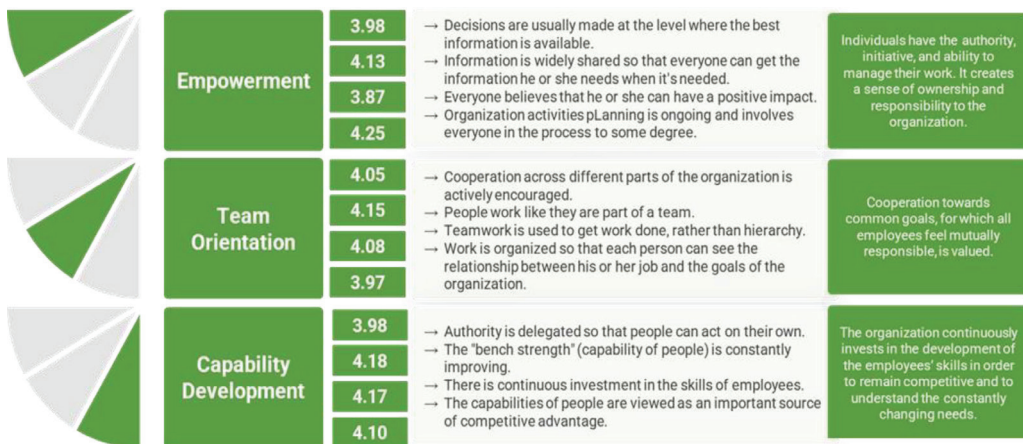 Empowerment
3.98
4.13
3.87
4.25
→ Decisions are usually made at the level where the best
information is available.
→ Information is widely shared so that everyone can get the
information he or she needs when it's needed.
→ Everyone believes that he or she can have a positive impact.
→ Organization activities pLanning is ongoing and involves
everyone in the process to some degree.
Individuals have the authority,
initiative, and ability to
manage their work. It creates
a sense of ownership and
responsibility to the
organization.
Team
Orientation
4.05
4.15
4.08
3.97
→ Cooperation across different parts of the organization is
actively encouraged.
→ People work like they are part of a team.
→ Teamwork is used to get work done, rather than hierarchy.
→ Work is organized so that each person can see the
relationship between his or her job and the goals of the
organization.
Cooperation towards
common goals, for which all
employees feel mutually
responsible, is valued.
Capability
Development
3.98
4.18
4.17
4.10
→ Authority is delegated so that people can act on their own.
→ The "bench strength" (capability of people) is constantly
improving.
→ There is continuous investment in the skills of employees.
→ The capabilities of people are viewed as an important source
of competitive advantage.
The organization continuously
invests in the development of
the employees' skills in order
to remain competitive and to
understand the constantly
changing needs.